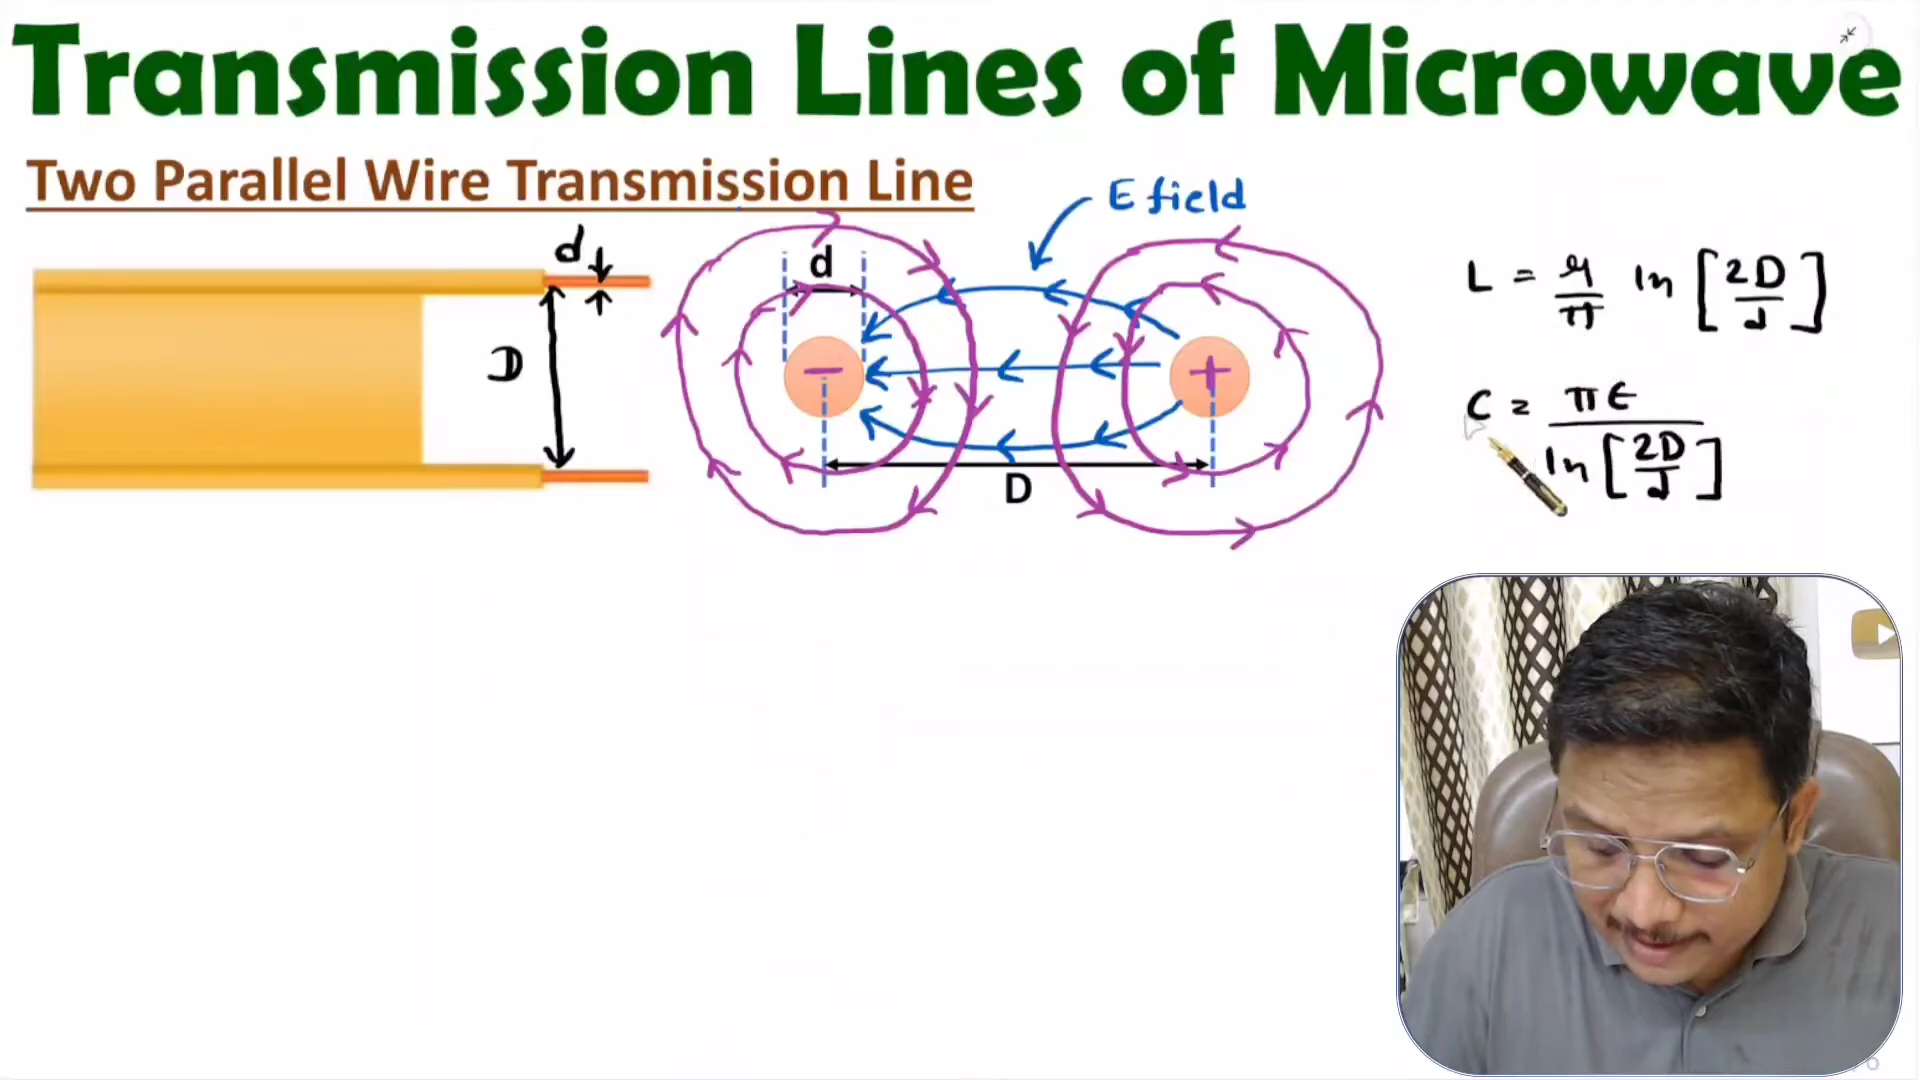 Transmission Lines of Microwave
Two Parallel Wire Transmission Line
E field
d
d
D
− +
D
L = μ/π ln [2D/d]
C = πϵ / ln [2D/d]